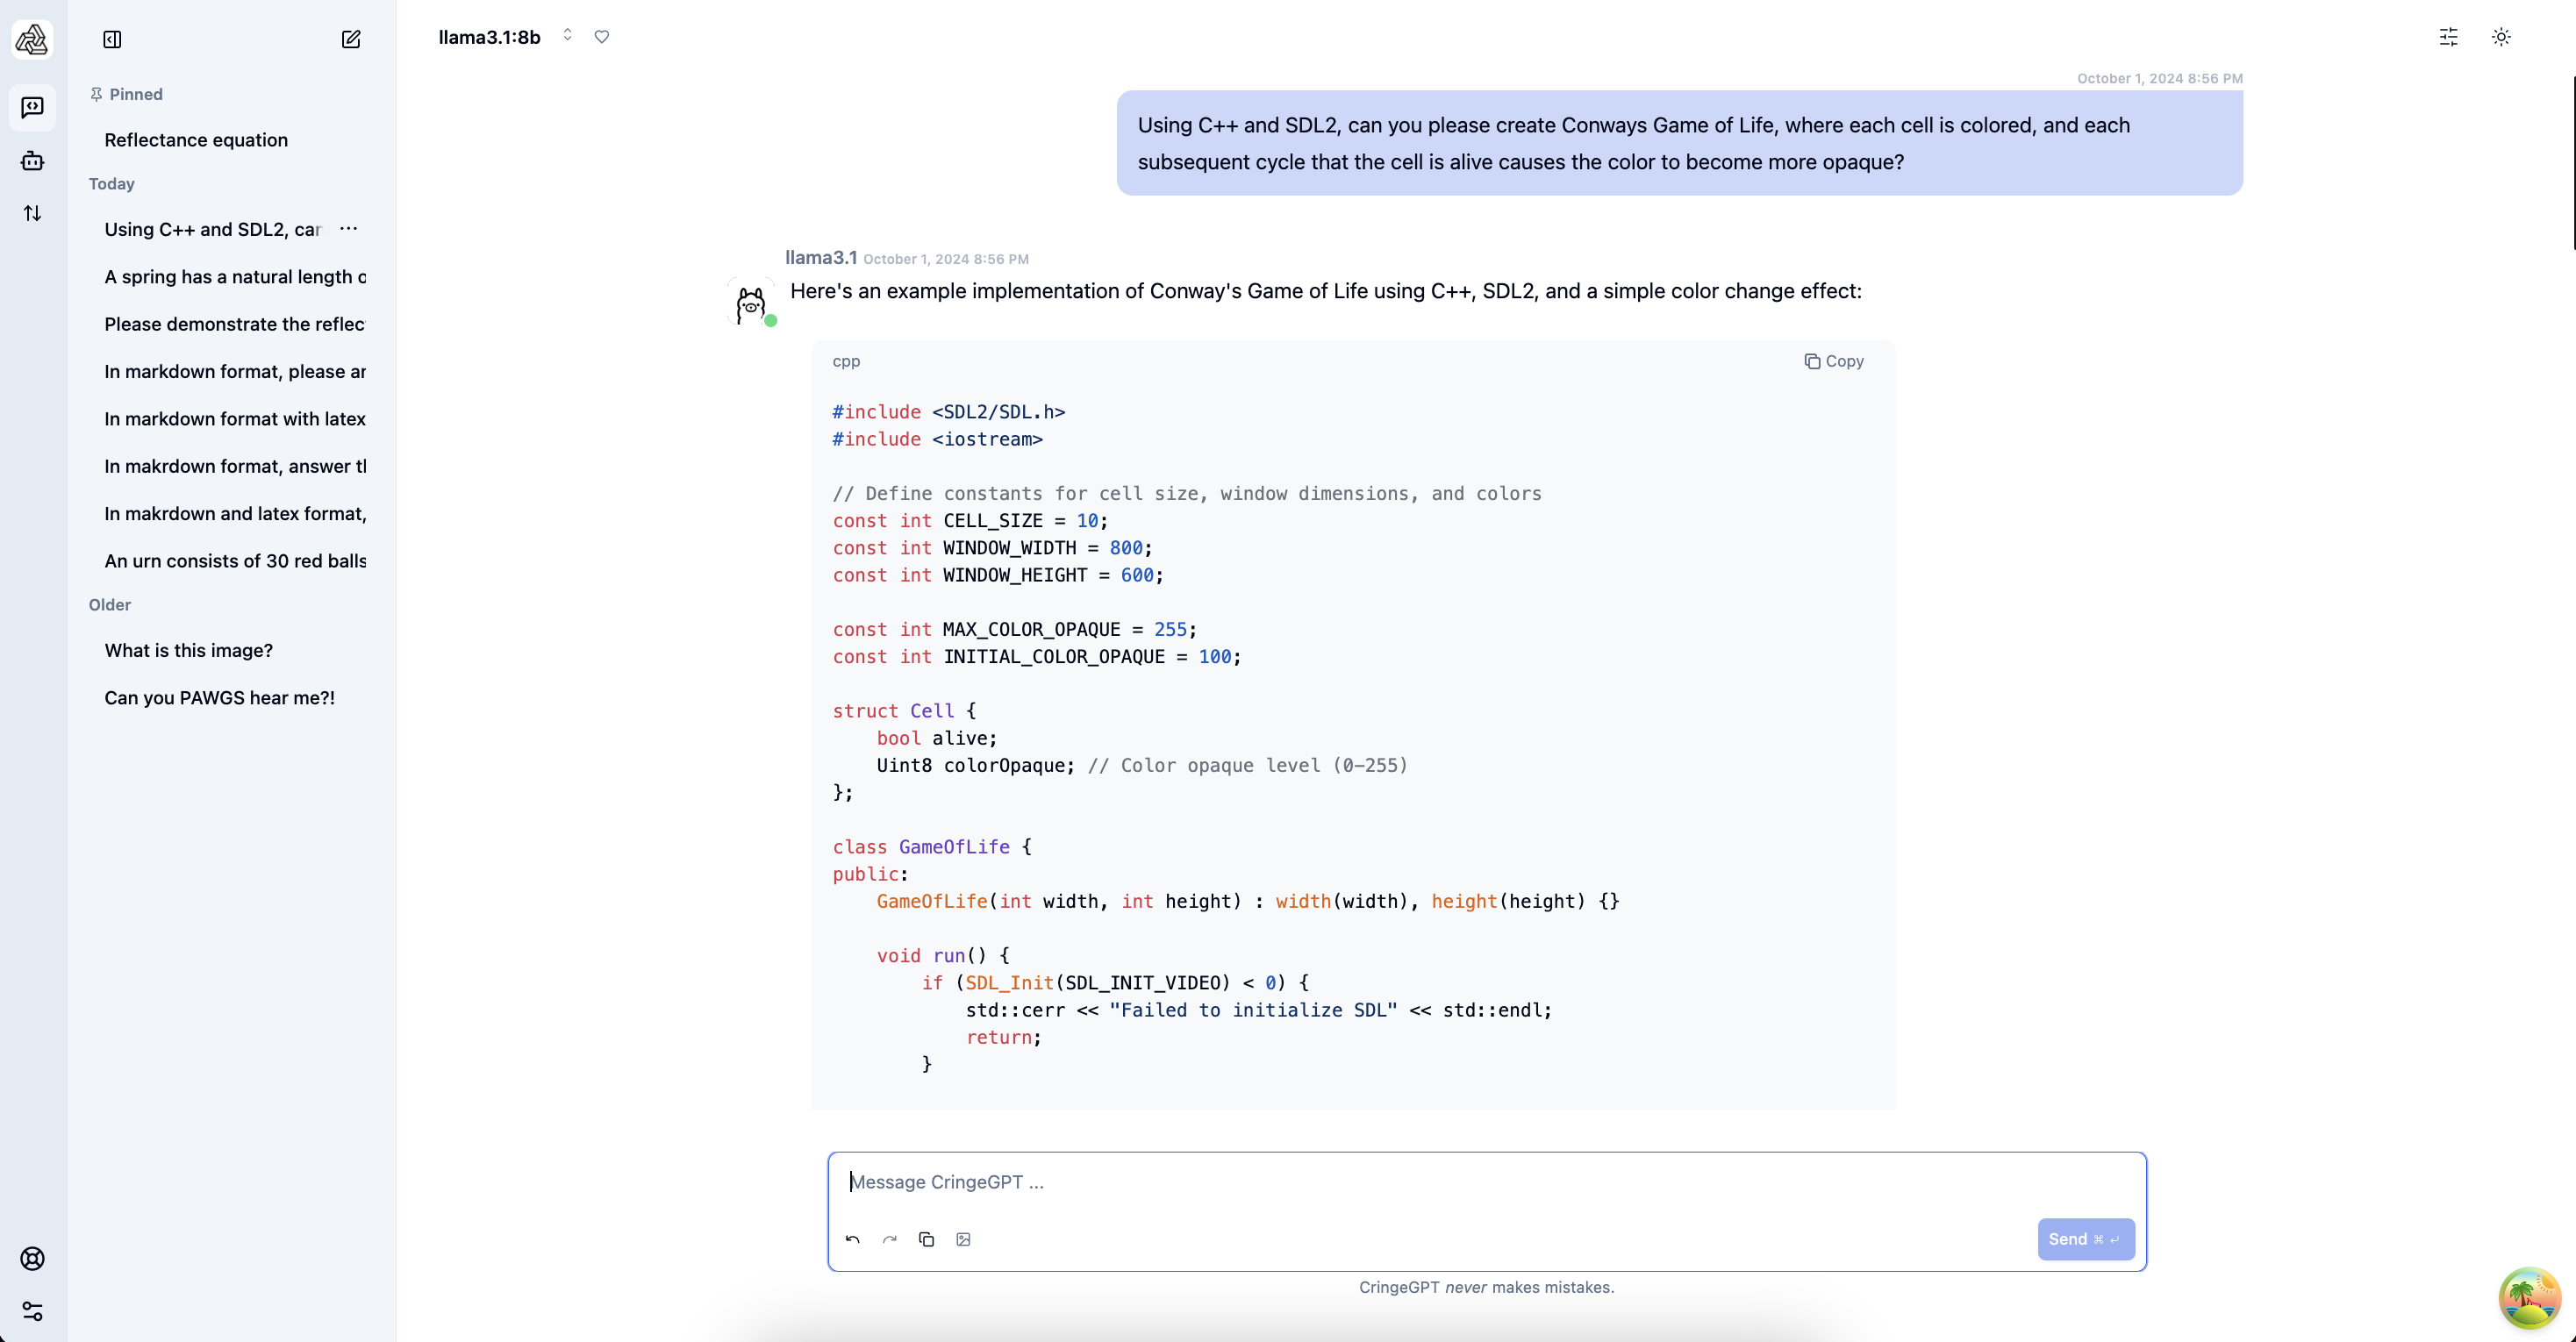 llama3.1:8b
Pinned
Reflectance equation
Today
Using C++ and SDL2, car
A spring has a natural length o
Please demonstrate the reflec
In markdown format, please ar
In markdown format with latex
In makrdown format, answer tl
In makrdown and latex format,
An urn consists of 30 red balls
Older
What is this image?
Can you PAWGS hear me?!
October 1, 2024 8:56 PM
Using C++ and SDL2, can you please create Conways Game of Life, where each cell is colored, and each
subsequent cycle that the cell is alive causes the color to become more opaque?
llama3.1 October 1, 2024 8:56 PM
Here's an example implementation of Conway's Game of Life using C++, SDL2, and a simple color change effect:
cpp
Copy
#include <SDL2/SDL.h>
#include <iostream>
// Define constants for cell size, window dimensions, and colors
const int CELL_SIZE = 10;
const int WINDOW_WIDTH = 800;
const int WINDOW_HEIGHT = 600;
const int MAX_COLOR_OPAQUE = 255;
const int INITIAL_COLOR_OPAQUE = 100;
struct Cell {
    bool alive;
    Uint8 colorOpaque; // Color opaque level (0-255)
};
class GameOfLife {
public:
    GameOfLife(int width, int height) : width(width), height(height) {}
    void run() {
        if (SDL_Init(SDL_INIT_VIDEO) < 0) {
            std::cerr << "Failed to initialize SDL" << std::endl;
            return;
        }
Message CringeGPT ...
Send ⌘ ↵
CringeGPT never makes mistakes.